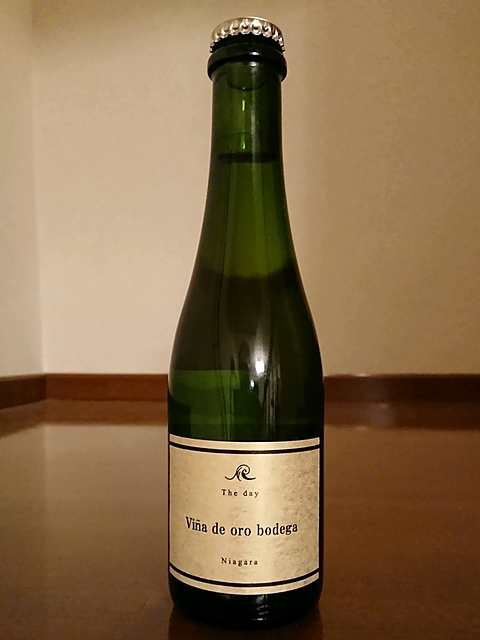 The day
Viña de oro bodega
Niagara